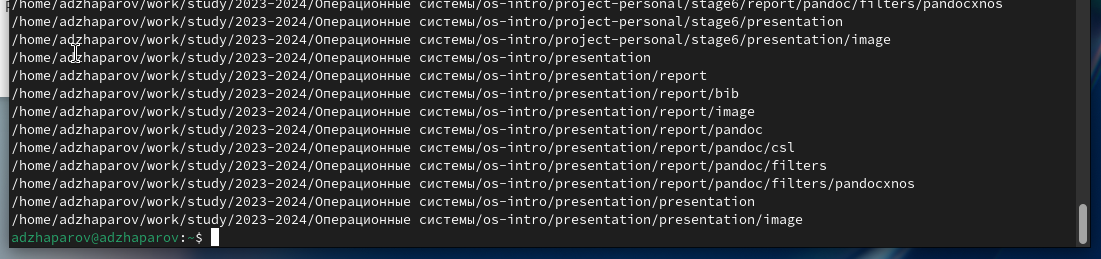 /home/adzhaparov/work/study/2023-2024/Операционные системы/os-intro/project-personal/stage6/report/pandoc/filters/pandocxnos
/home/adzhaparov/work/study/2023-2024/Операционные системы/os-intro/project-personal/stage6/presentation
/home/adzhaparov/work/study/2023-2024/Операционные системы/os-intro/project-personal/stage6/presentation/image
/home/adzhaparov/work/study/2023-2024/Операционные системы/os-intro/presentation
/home/adzhaparov/work/study/2023-2024/Операционные системы/os-intro/presentation/report
/home/adzhaparov/work/study/2023-2024/Операционные системы/os-intro/presentation/report/bib
/home/adzhaparov/work/study/2023-2024/Операционные системы/os-intro/presentation/report/image
/home/adzhaparov/work/study/2023-2024/Операционные системы/os-intro/presentation/report/pandoc
/home/adzhaparov/work/study/2023-2024/Операционные системы/os-intro/presentation/report/pandoc/csl
/home/adzhaparov/work/study/2023-2024/Операционные системы/os-intro/presentation/report/pandoc/filters
/home/adzhaparov/work/study/2023-2024/Операционные системы/os-intro/presentation/report/pandoc/filters/pandocxnos
/home/adzhaparov/work/study/2023-2024/Операционные системы/os-intro/presentation/presentation
/home/adzhaparov/work/study/2023-2024/Операционные системы/os-intro/presentation/presentation/image
adzhaparov@adzhaparov:~$